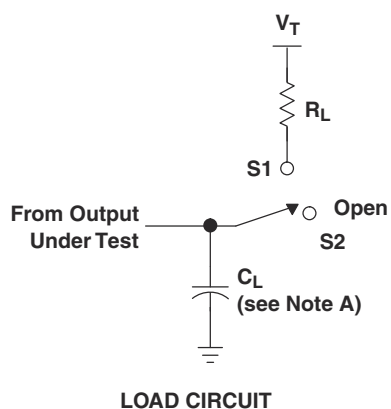 V_T
R_L
S1
Open
S2
From Output
Under Test
C_L
(see Note A)
LOAD CIRCUIT